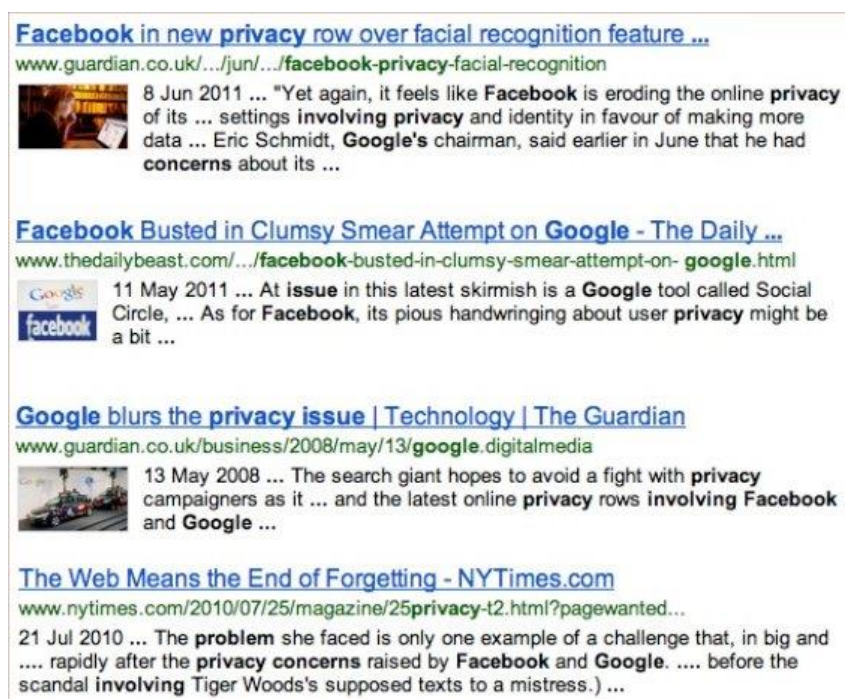 Facebook in new privacy row over facial recognition feature ...
www.guardian.co.uk/.../jun/.../facebook-privacy-facial-recognition
8 Jun 2011 ... "Yet again, it feels like Facebook is eroding the online privacy
of its ... settings involving privacy and identity in favour of making more
data ... Eric Schmidt, Google's chairman, said earlier in June that he had
concerns about its ...
Facebook Busted in Clumsy Smear Attempt on Google - The Daily ...
www.thedailybeast.com/.../facebook-busted-in-clumsy-smear-attempt-on- google.html
Google
facebook
11 May 2011 ... At issue in this latest skirmish is a Google tool called Social
Circle, ... As for Facebook, its pious handwringing about user privacy might be
a bit ...
Google blurs the privacy issue | Technology | The Guardian
www.guardian.co.uk/business/2008/may/13/google.digitalmedia
13 May 2008 ... The search giant hopes to avoid a fight with privacy
campaigners as it ... and the latest online privacy rows involving Facebook
and Google ...
The Web Means the End of Forgetting - NYTimes.com
www.nytimes.com/2010/07/25/magazine/25privacy-t2.html?pagewanted...
21 Jul 2010 ... The problem she faced is only one example of a challenge that, in big and
.... rapidly after the privacy concerns raised by Facebook and Google. .... before the
scandal involving Tiger Woods's supposed texts to a mistress.) ...